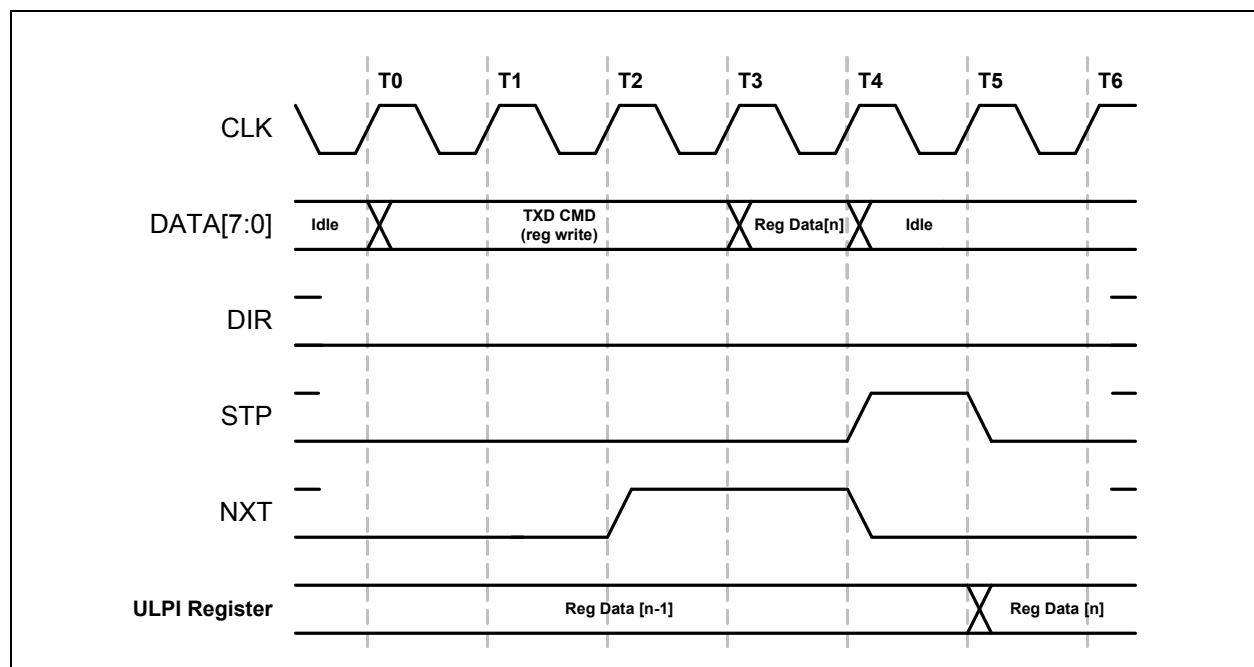 T0 T1 T2 T3 T4 T5 T6
CLK
DATA[7:0] Idle TXD CMD Reg Data[n] Idle
(reg write)
DIR
STP
NXT
ULPI Register Reg Data [n-1] Reg Data [n]